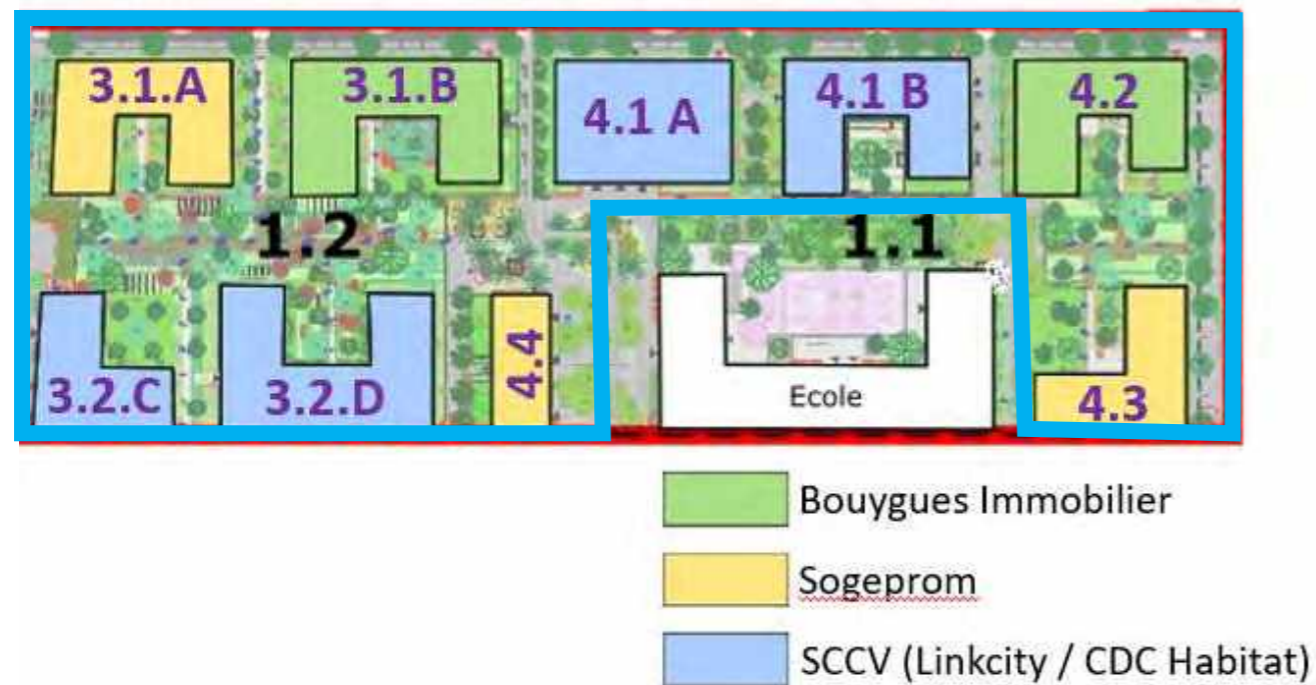 3.1.A
3.1.B
4.1 A
4.1 B
4.2
1.2
1.1
3.2.C
3.2.D
4.4
Ecole
4.3
Bouygues Immobilier
Sogeprom
SCCV (Linkcity / CDC Habitat)